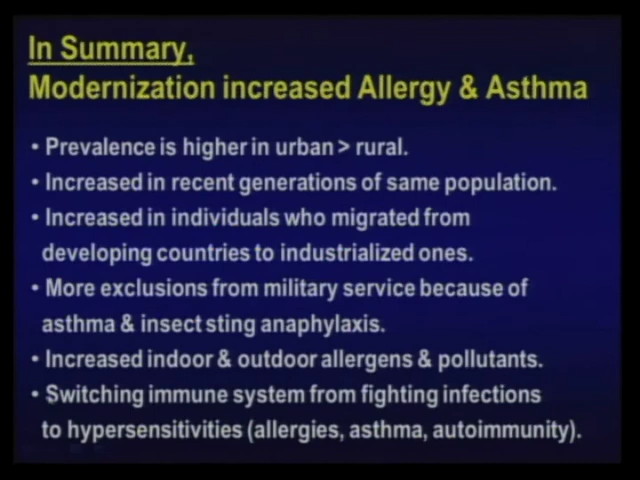 In Summary,
Modernization increased Allergy & Asthma
• Prevalence is higher in urban > rural.
• Increased in recent generations of same population.
• Increased in individuals who migrated from
developing countries to industrialized ones.
• More exclusions from military service because of
asthma & insect sting anaphylaxis.
• Increased indoor & outdoor allergens & pollutants.
• Switching immune system from fighting infections
to hypersensitivities (allergies, asthma, autoimmunity).